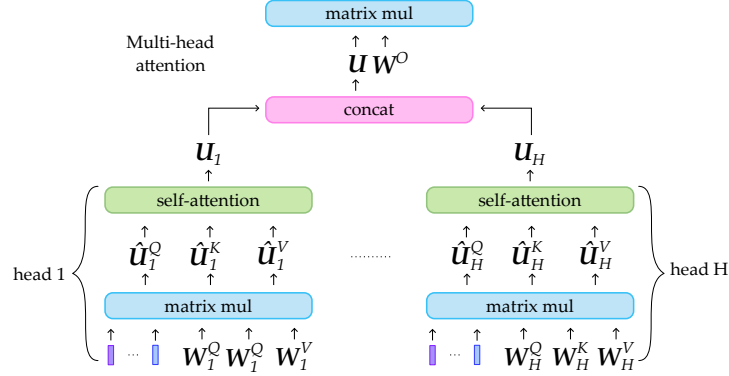 matrix mul
Multi-head
attention
u W^O
concat
u_1 u_H
self-attention self-attention
û_1^Q û_1^K û_1^V .......... û_H^Q û_H^K û_H^V
head 1 head H
matrix mul matrix mul
... W_1^Q W_1^Q W_1^V ... W_H^Q W_H^K W_H^V